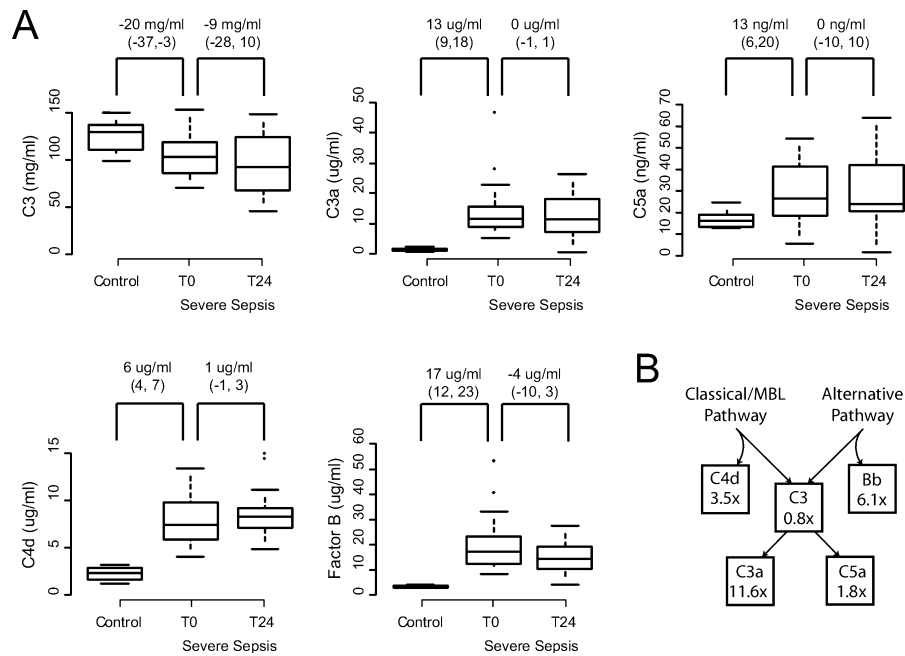 A
-20 mg/ml
(-37,-3)
-9 mg/ml
(-28, 10)
C3 (mg/ml)
150
100
50
0
Control
T0
T24
Severe Sepsis
13 ug/ml
(9,18)
0 ug/ml
(-1, 1)
C3a (ug/ml)
50
40
30
20
10
0
Control
T0
T24
Severe Sepsis
13 ng/ml
(6,20)
0 ng/ml
(-10, 10)
C5a (ng/ml)
70
60
50
40
30
20
10
0
Control
T0
T24
Severe Sepsis
6 ug/ml
(4, 7)
1 ug/ml
(-1, 3)
C4d (ug/ml)
15
10
5
0
Control
T0
T24
Severe Sepsis
17 ug/ml
(12, 23)
-4 ug/ml
(-10, 3)
Factor B (ug/ml)
60
50
40
30
20
10
0
Control
T0
T24
Severe Sepsis
B
Classical/MBL
Pathway
Alternative
Pathway
C4d
3.5x
C3
0.8x
Bb
6.1x
C3a
11.6x
C5a
1.8x